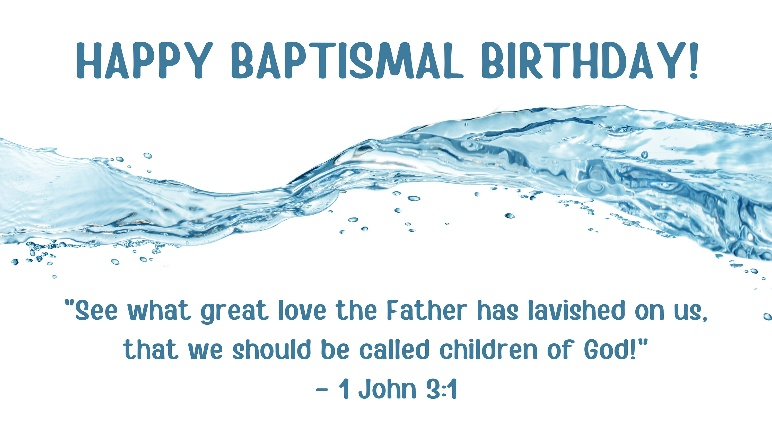 HAPPY BAPTISMAL BIRTHDAY!
"See what great love the Father has lavished on us,
that we should be called children of God!"
- 1 John 3:1